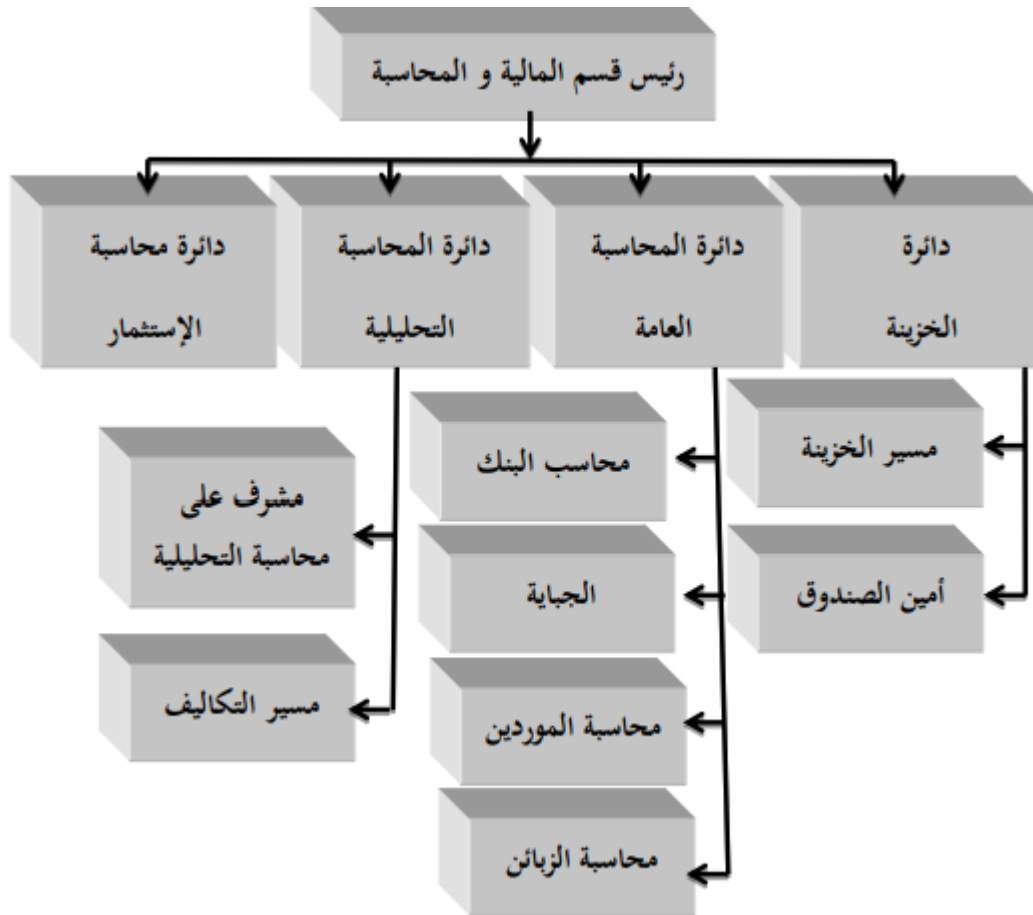 رئيس قسم المالية و المحاسبة
دائرة
الخزينة
دائرة المحاسبة
العامة
دائرة المحاسبة
التحليلية
دائرة محاسبة
الإستثمار
مسير الخزينة
أمين الصندوق
محاسب البنك
الجباية
محاسبة الموردين
محاسبة الزبائن
مشرف على
محاسبة التحليلية
مسير التكاليف